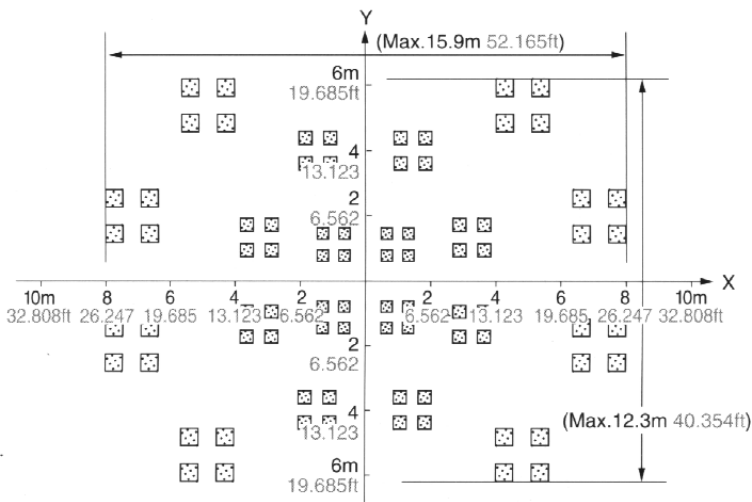 Y
(Max.15.9m 52.165ft)
6m
19.685ft
4
13.123
2
6.562
X
10m 8 6 4 2 2 4 6 8 10m
32.808ft 26.247 19.685 13.123 6.562 6.562 13.123 19.685 26.247 32.808ft
2
6.562
4
13.123
(Max.12.3m 40.354ft)
6m
19.685ft